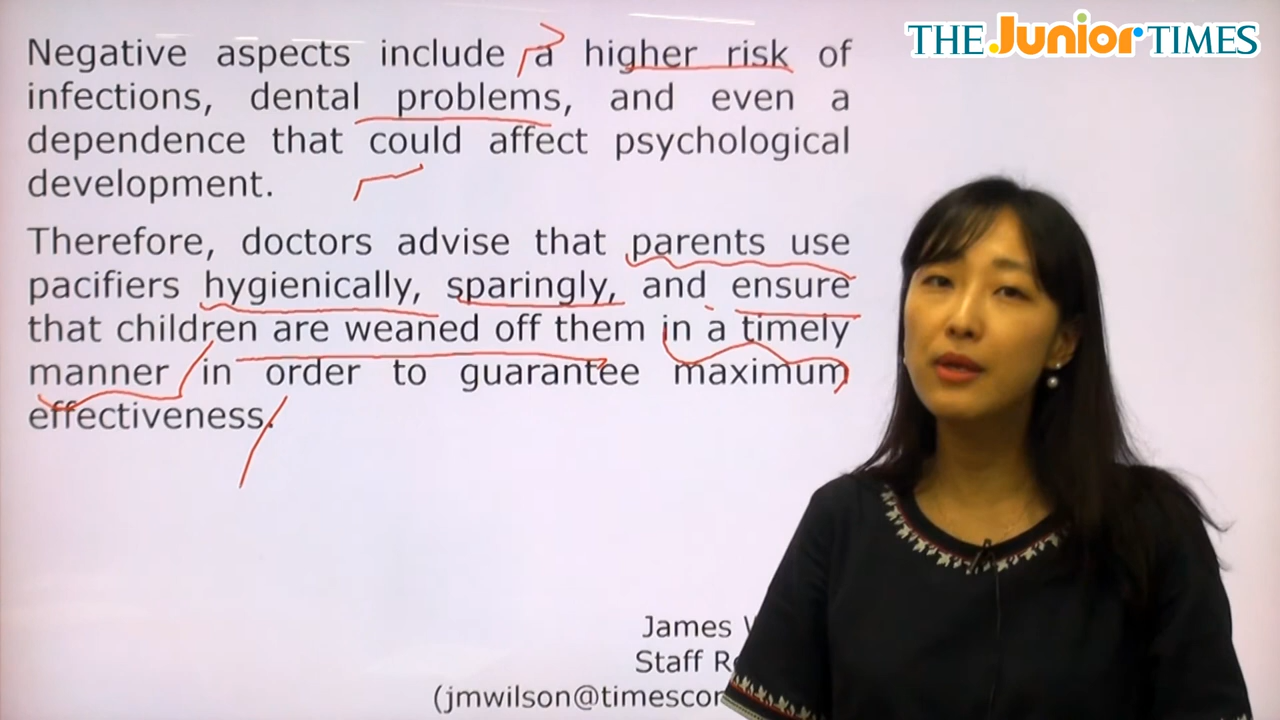 THE Junior TIMES
Negative aspects include a higher risk of
infections, dental problems, and even a
dependence that could affect psychological
development.
Therefore, doctors advise that parents use
pacifiers hygienically, sparingly, and ensure
that children are weaned off them in a timely
manner in order to guarantee maximum
effectiveness.
James
Staff